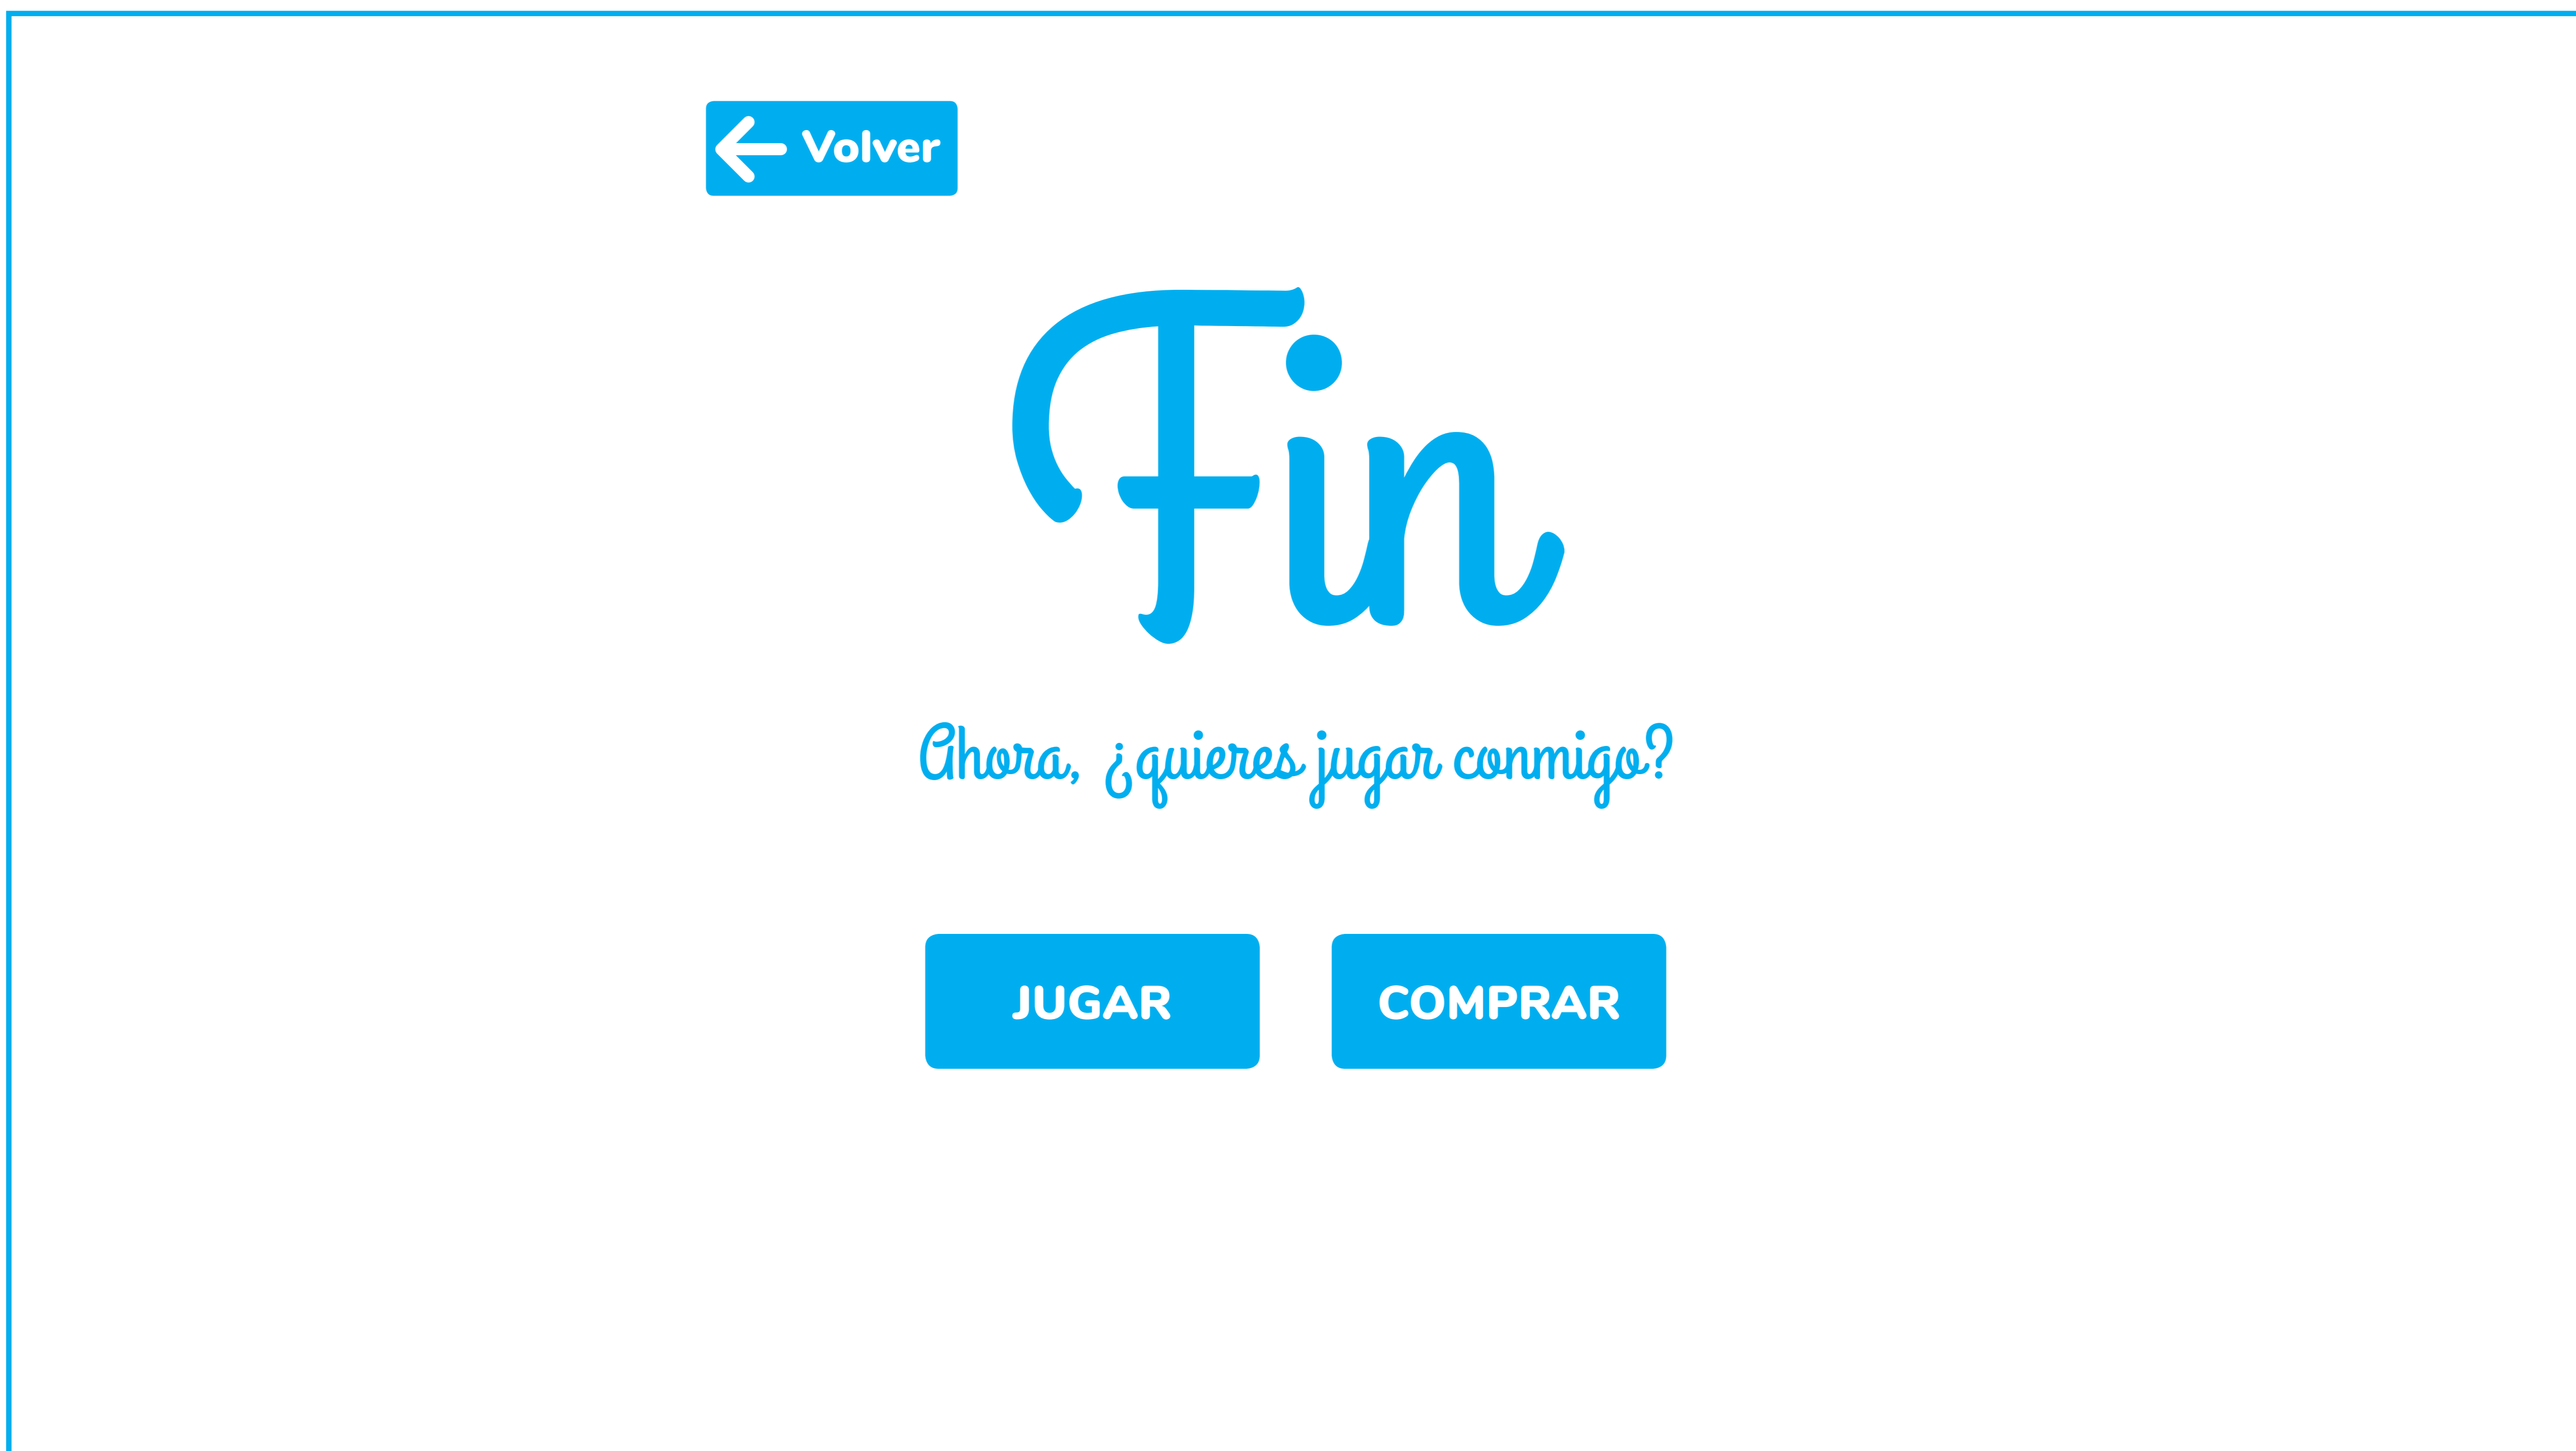 Volver
Fin
Ahora, ¿quieres jugar conmigo?
JUGAR
COMPRAR